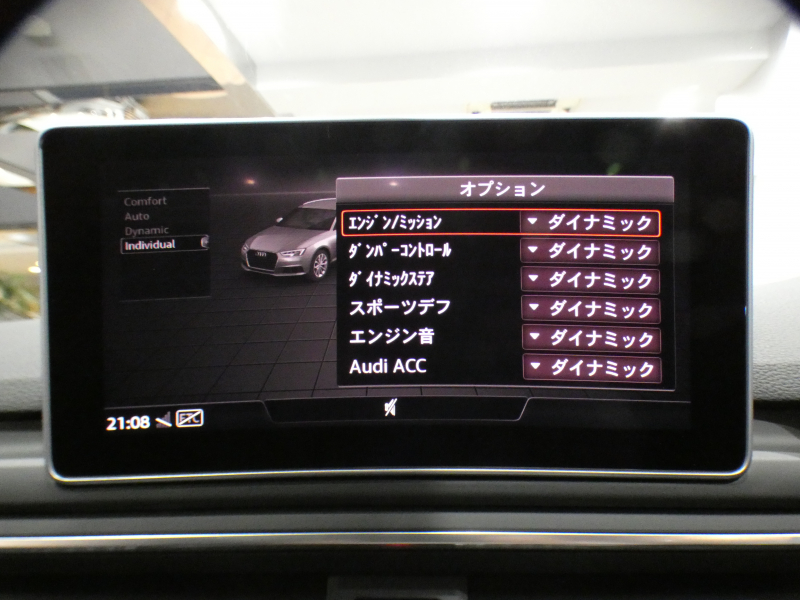 オプション
Comfort
Auto
Dynamic
Individual
ｴﾝｼﾞﾝ/ﾐｯｼｮﾝ ▼ ダイナミック
ﾀﾞﾝﾊﾟｰｺﾝﾄﾛｰﾙ ▼ ダイナミック
ﾀﾞｲﾅﾐｯｸｽﾃｱ ▼ ダイナミック
スポーツデフ ▼ ダイナミック
エンジン音 ▼ ダイナミック
Audi ACC ▼ ダイナミック
21:08 ETC